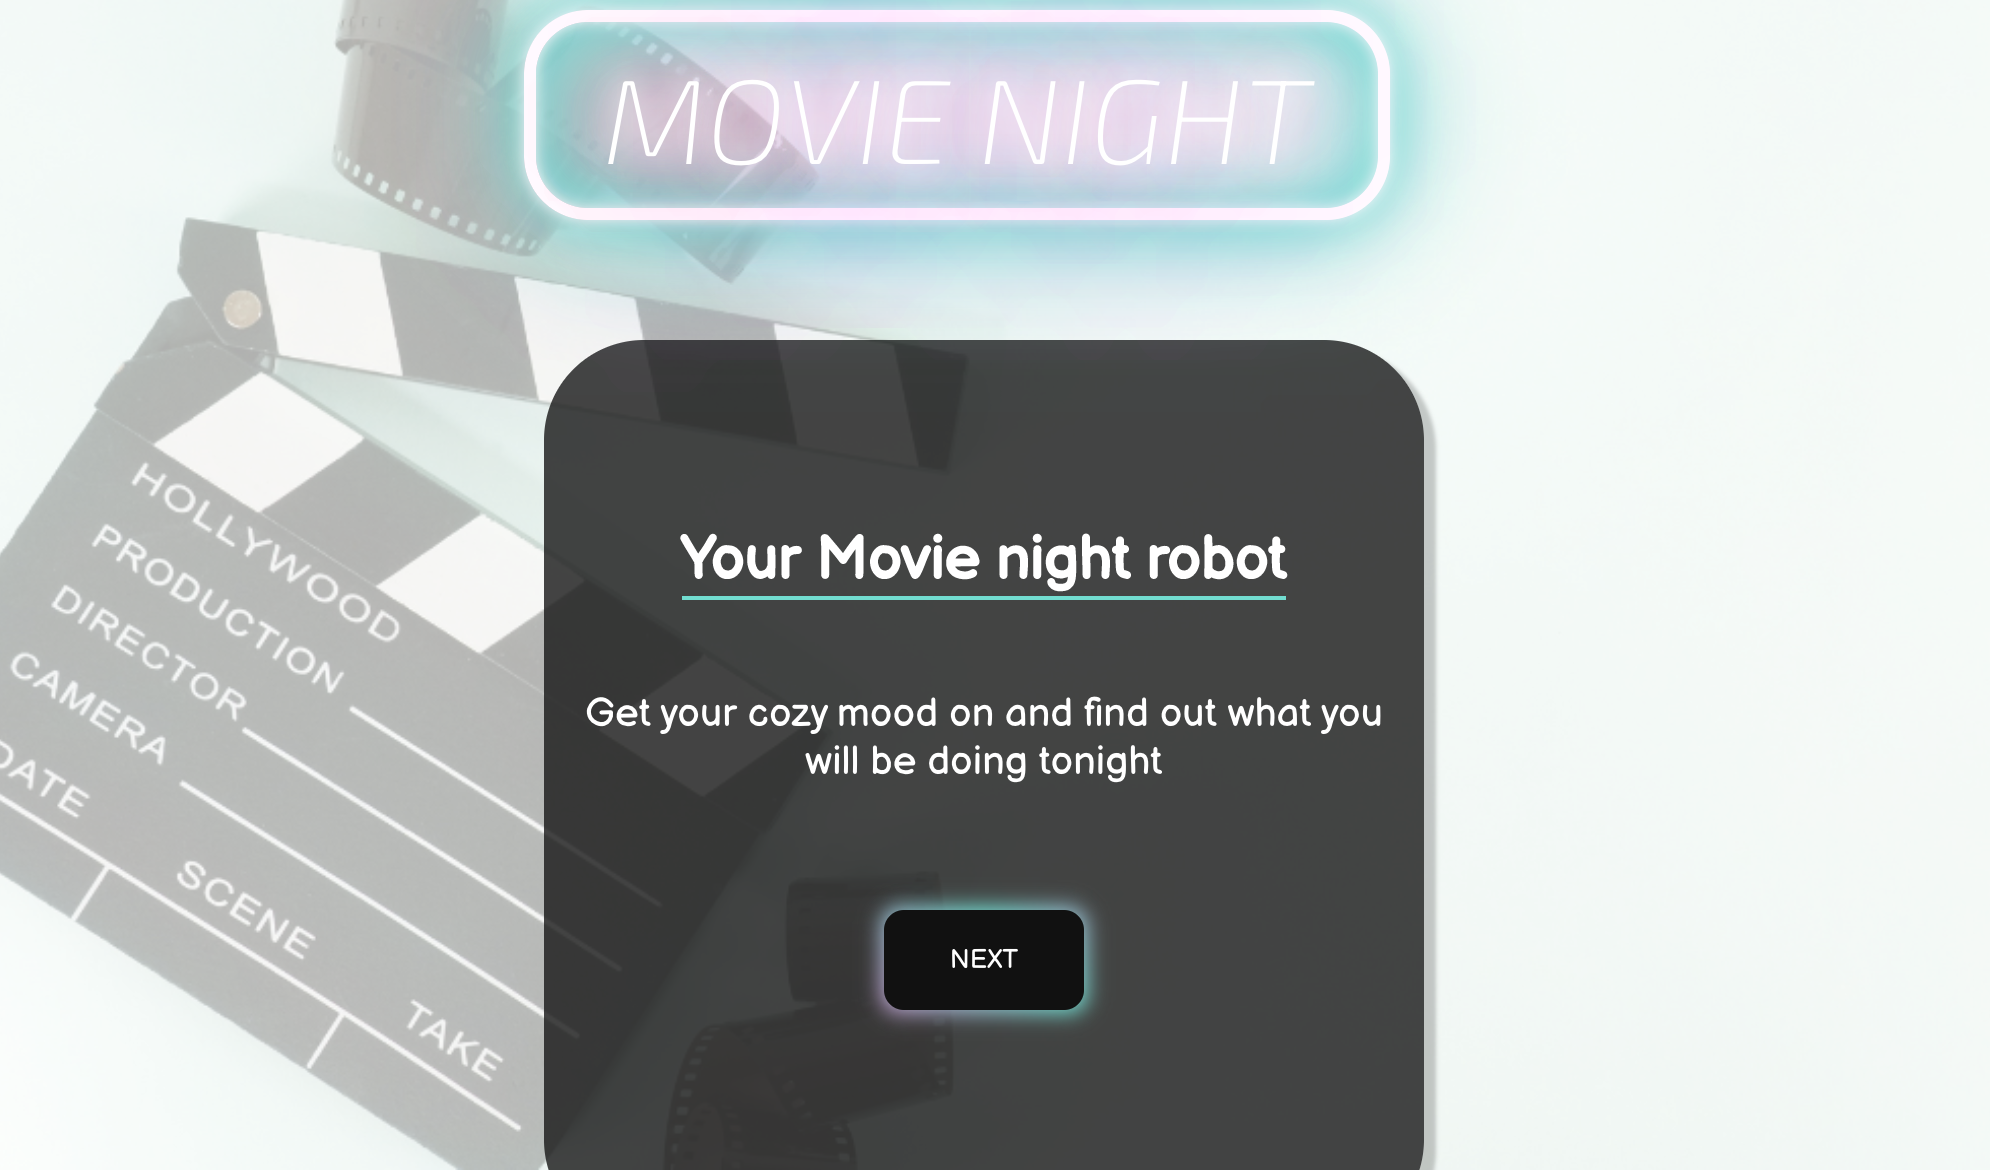 MOVIE NIGHT
HOLLYWOOD
PRODUCTION
DIRECTOR
CAMERA
DATE
SCENE
TAKE
Your Movie night robot
Get your cozy mood on and find out what you
will be doing tonight
NEXT